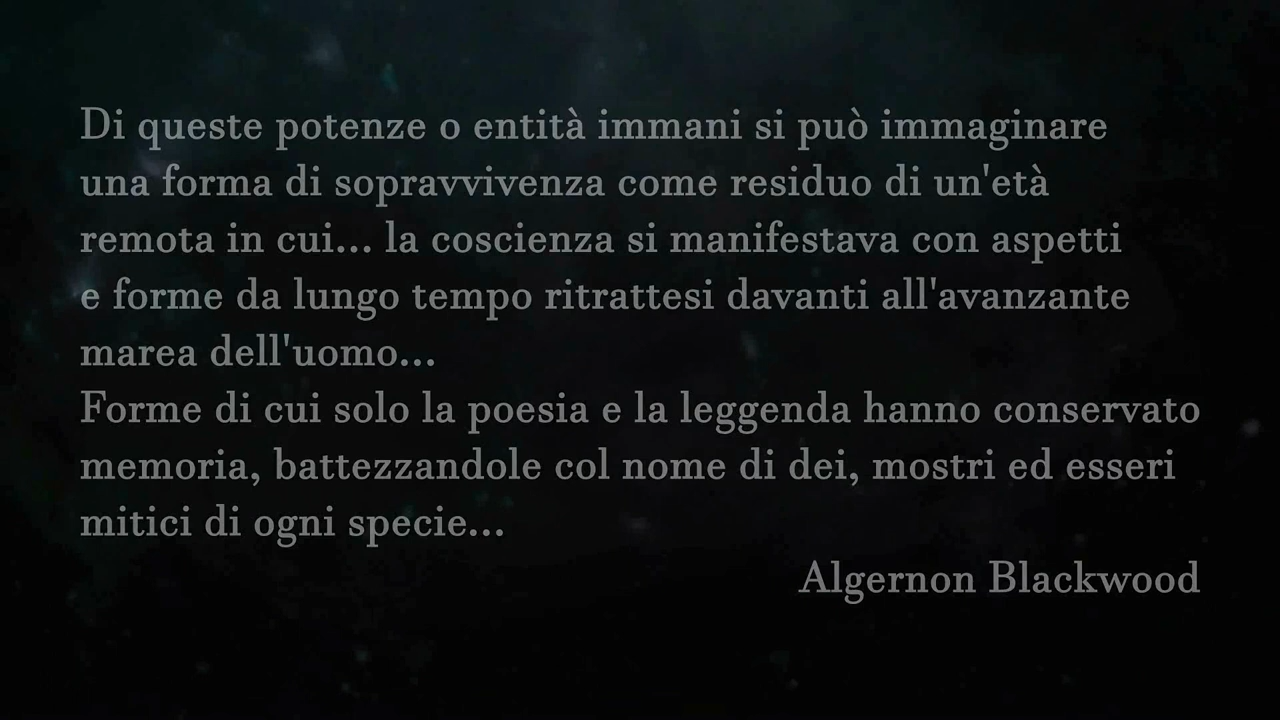 Di queste potenze o entità immani si può immaginare
una forma di sopravvivenza come residuo di un'età
remota in cui... la coscienza si manifestava con aspetti
e forme da lungo tempo ritrattesi davanti all'avanzante
marea dell'uomo...
Forme di cui solo la poesia e la leggenda hanno conservato
memoria, battezzandole col nome di dei, mostri ed esseri
mitici di ogni specie...
Algernon Blackwood